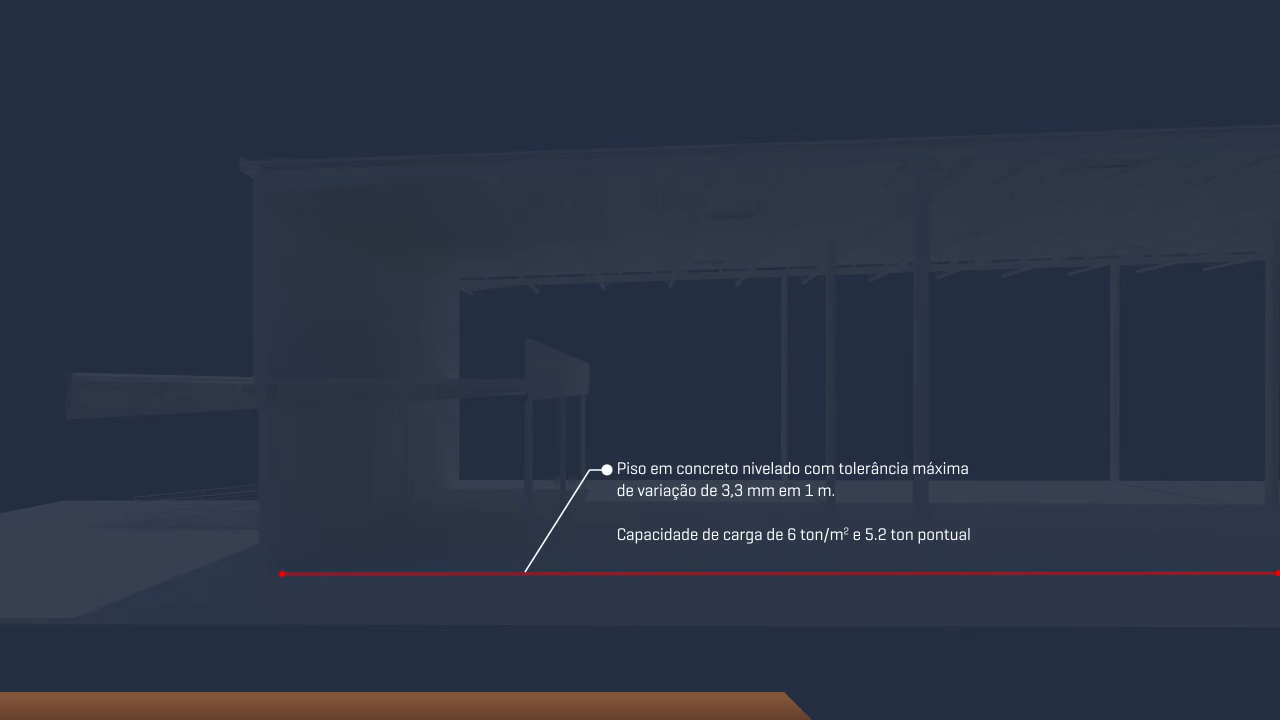 Piso em concreto nivelado com tolerância máxima
de variação de 3,3 mm em 1 m.
Capacidade de carga de 6 ton/m² e 5.2 ton pontual